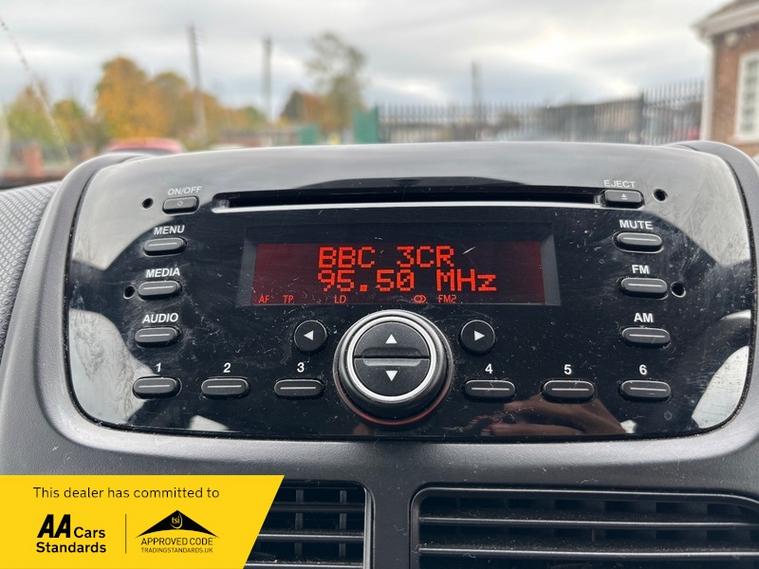 ON/OFF
EJECT
MENU
MUTE
BBC 3CR
95.50 MHz
MEDIA
FM
AF TP LD FM2
AUDIO
AM
1 2 3 4 5 6
This dealer has committed to
AA Cars
Standards
tsi
APPROVED CODE
TRADINGSTANDARDS.UK